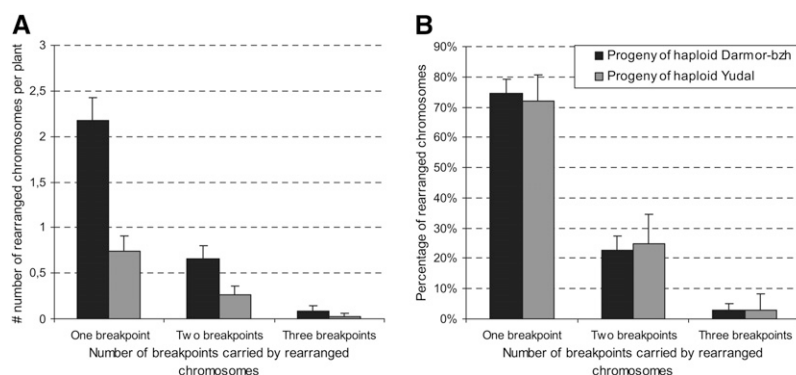 A
# number of rearranged chromosomes per plant
3
2,5
2
1,5
1
0,5
0
One breakpoint Two breakpoints Three breakpoints
Number of breakpoints carried by rearranged
chromosomes
B
Percentage of rearranged chromosomes
90%
80%
70%
60%
50%
40%
30%
20%
10%
0%
Progeny of haploid Darmor-bzh
Progeny of haploid Yudal
One breakpoint Two breakpoints Three breakpoints
Number of breakpoints carried by rearranged
chromosomes